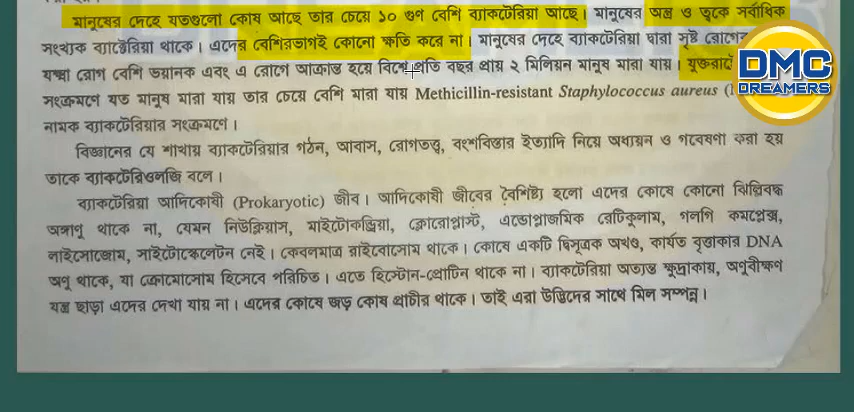 মানুষের দেহে যতগুলো কোষ আছে তার চেয়ে ১০ গুণ বেশি ব্যাকটেরিয়া আছে। মানুষের অন্ত্র ও ত্বকে সর্বাধিক
সংখ্যক ব্যাক্টেরিয়া থাকে। এদের বেশিরভাগই কোনো ক্ষতি করে না। মানুষের দেহে ব্যাকটেরিয়া দ্বারা সৃষ্ট
যক্ষ্মা রোগ বেশি ভয়ানক এবং এ রোগে আক্রান্ত হয়ে বিশ্বে প্রতি বছর প্রায় ২ মিলিয়ন মানুষ মারা যায়।
সংক্রমণে যত মানুষ মারা যায় তার চেয়ে বেশি মারা যায় Methicillin-resistant Staphylococcus aureus
নামক ব্যাকটেরিয়ার সংক্রমণে।
বিজ্ঞানের যে শাখায় ব্যাকটেরিয়ার গঠন, আবাস, রোগতত্ত্ব, বংশবিস্তার ইত্যাদি নিয়ে অধ্যয়ন ও গবেষণা করা হয়
তাকে ব্যাকটেরিওলজি বলে।
ব্যাকটেরিয়া আদিকোষী (Prokaryotic) জীব। আদিকোষী জীবের বৈশিষ্ট্য হলো এদের কোষে কোনো ঝিল্লিবদ্ধ
অঙ্গাণু থাকে না, যেমন নিউক্লিয়াস, মাইটোকন্ড্রিয়া, ক্লোরোপ্লাস্ট, এন্ডোপ্লাজমিক রেটিকুলাম, গলগি কমপ্লেক্স,
লাইসোজোম, সাইটোস্কেলেটন নেই। কেবলমাত্র রাইবোসোম থাকে। কোষে একটি দ্বিসূত্রক অখণ্ড, কার্যত বৃত্তাকার DNA
অণু থাকে, যা ক্রোমোসোম হিসেবে পরিচিত। এতে হিস্টোন-প্রোটিন থাকে না। ব্যাকটেরিয়া অত্যন্ত ক্ষুদ্রাকায়, অণুবীক্ষণ
যন্ত্র ছাড়া এদের দেখা যায় না। এদের কোষে জড় কোষ প্রাচীর থাকে। তাই এরা উদ্ভিদের সাথে মিল সম্পন্ন।
DMC
DREAMERS